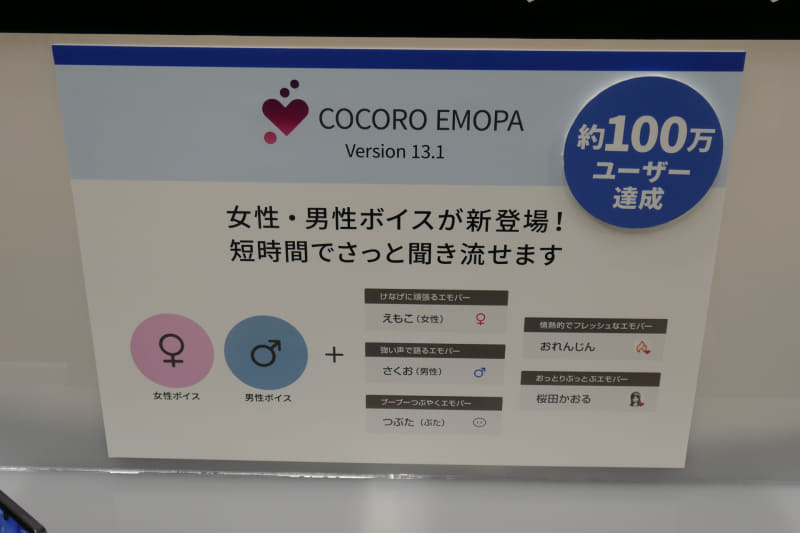 COCORO EMOPA
Version 13.1
約100万
ユーザー
達成
女性・男性ボイスが新登場!
短時間でさっと聞き流せます
女性ボイス
男性ボイス
+
けなげに頑張るエモパー
えもこ(女性)
強い声で語るエモパー
さくお(男性)
ブーブーつぶやくエモパー
つぶた(ぶた)
情熱的でフレッシュなエモパー
おれんじん
おっとりぶっとぶエモパー
桜田かおる